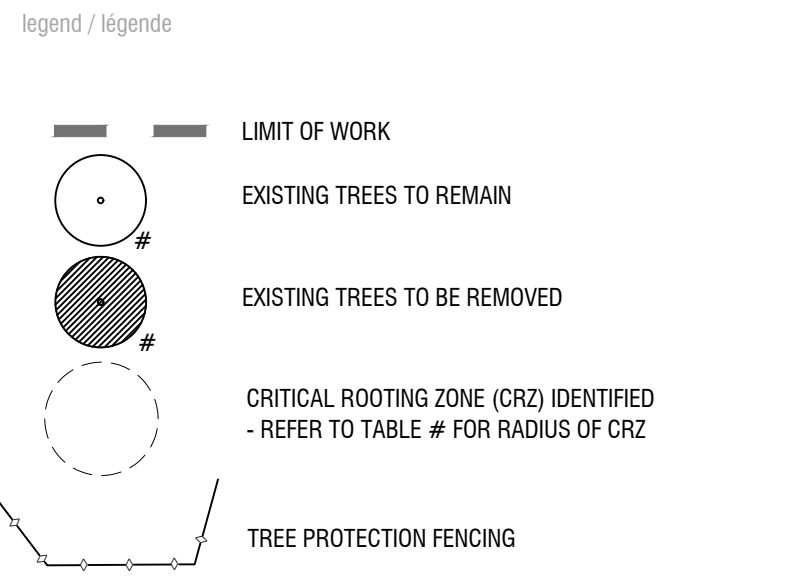 legend / légende
LIMIT OF WORK
EXISTING TREES TO REMAIN
#
EXISTING TREES TO BE REMOVED
#
CRITICAL ROOTING ZONE (CRZ) IDENTIFIED
- REFER TO TABLE # FOR RADIUS OF CRZ
TREE PROTECTION FENCING